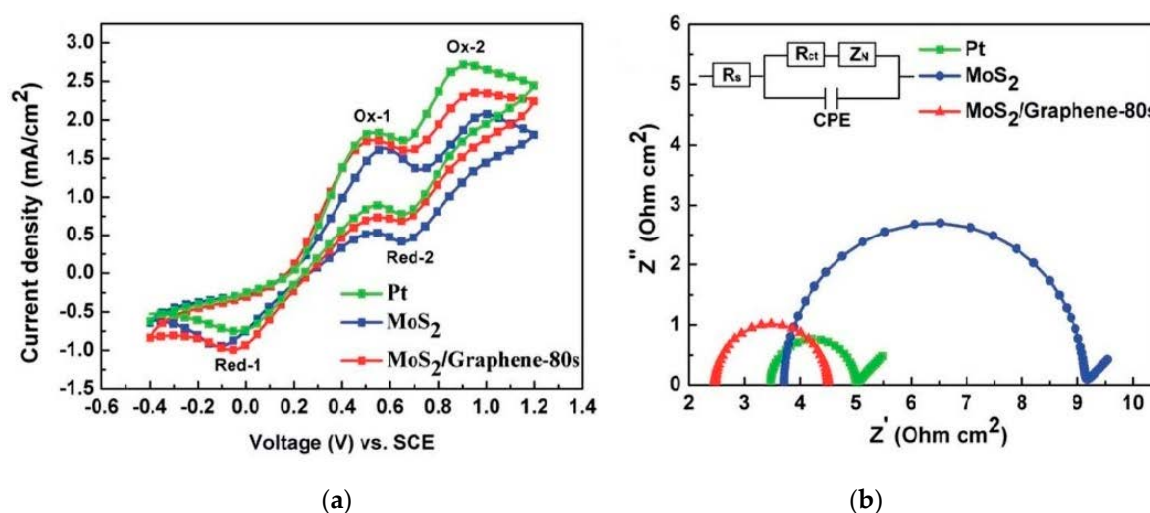 3.0
2.5
2.0
1.5
1.0
0.5
0.0
-0.5
-1.0
-1.5
Current density (mA/cm²)
Ox-2
Ox-1
Red-2
Red-1
Pt
MoS₂
MoS₂/Graphene-80s
-0.6 -0.4 -0.2 0.0 0.2 0.4 0.6 0.8 1.0 1.2 1.4
Voltage (V) vs. SCE
(a)
6
5
4
3
2
1
0
Z'' (Ohm cm²)
Rs
Rct
ZN
CPE
Pt
MoS₂
MoS₂/Graphene-80s
2 3 4 5 6 7 8 9 10
Z' (Ohm cm²)
(b)